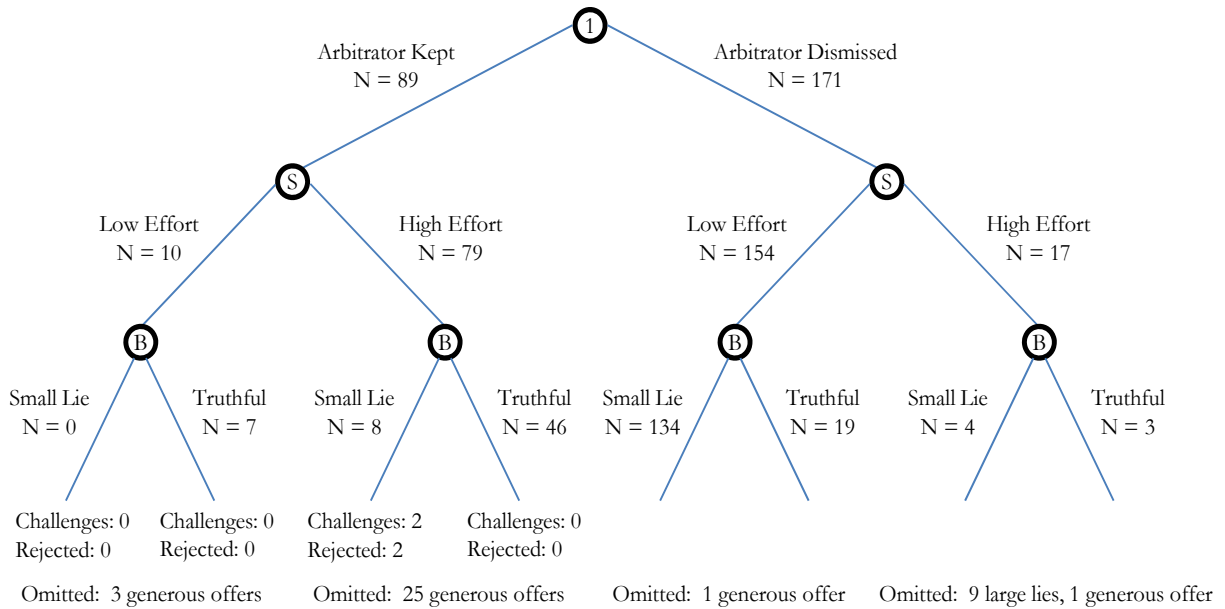 1
Arbitrator Kept
N = 89
Arbitrator Dismissed
N = 171
S
S
Low Effort
N = 10
High Effort
N = 79
Low Effort
N = 154
High Effort
N = 17
B
B
B
B
Small Lie
N = 0
Truthful
N = 7
Small Lie
N = 8
Truthful
N = 46
Small Lie
N = 134
Truthful
N = 19
Small Lie
N = 4
Truthful
N = 3
Challenges: 0
Rejected: 0
Challenges: 0
Rejected: 0
Challenges: 2
Rejected: 2
Challenges: 0
Rejected: 0
Omitted: 3 generous offers
Omitted: 25 generous offers
Omitted: 1 generous offer
Omitted: 9 large lies, 1 generous offer